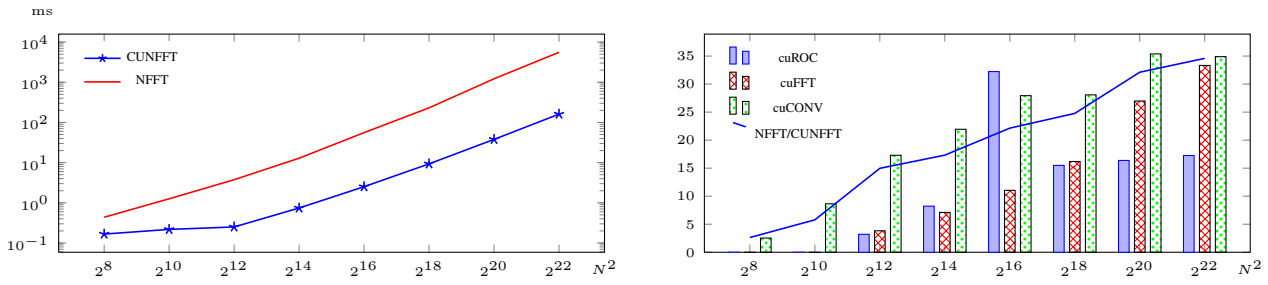 ms
10^4
10^3
10^2
10^1
10^0
10^{-1}
CUNFFT
NFFT
2^8 2^10 2^12 2^14 2^16 2^18 2^20 2^22 N^2
35
30
25
20
15
10
5
0
cuROC
cuFFT
cuCONV
NFFT/CUNFFT
2^8 2^10 2^12 2^14 2^16 2^18 2^20 2^22 N^2